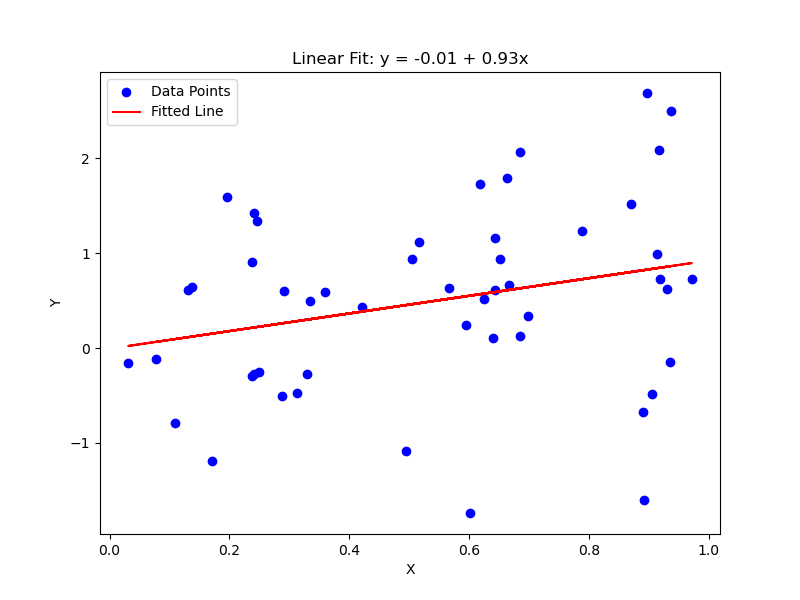 Linear Fit: y = -0.01 + 0.93x
Data Points
Fitted Line
2
1
0
−1
Y
0.0 0.2 0.4 0.6 0.8 1.0
X